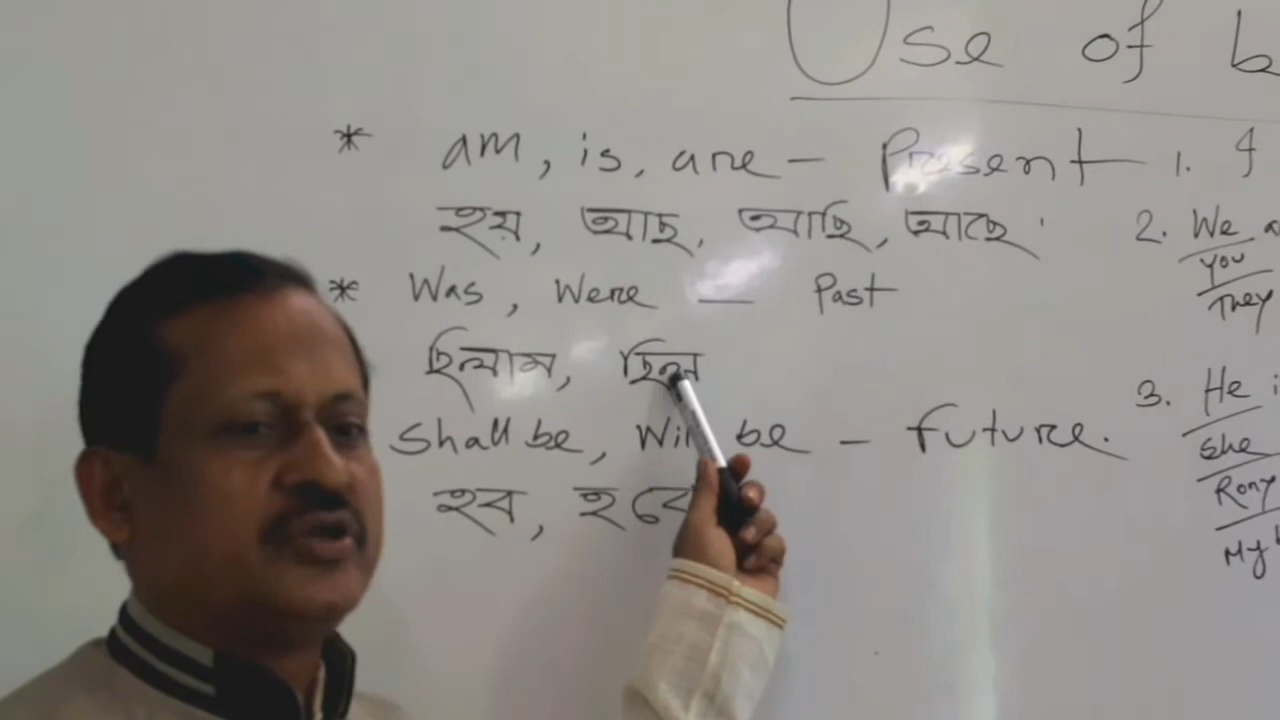 Use of b
* am, is, are — Present
হয়, আছ, আছি, আছে
* Was, Were — Past
ছিলাম, ছিল
Shall be, Will be — Future.
হব, হবে
1. I
2. We a
you
They
3. He i
She
Rony
My